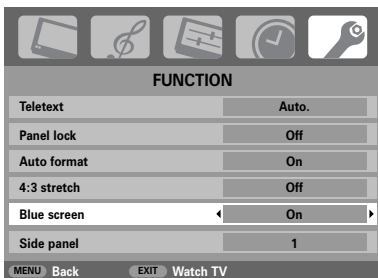 FUNCTION
Teletext Auto.
Panel lock Off
Auto format On
4:3 stretch Off
Blue screen On
Side panel 1
MENU Back EXIT Watch TV